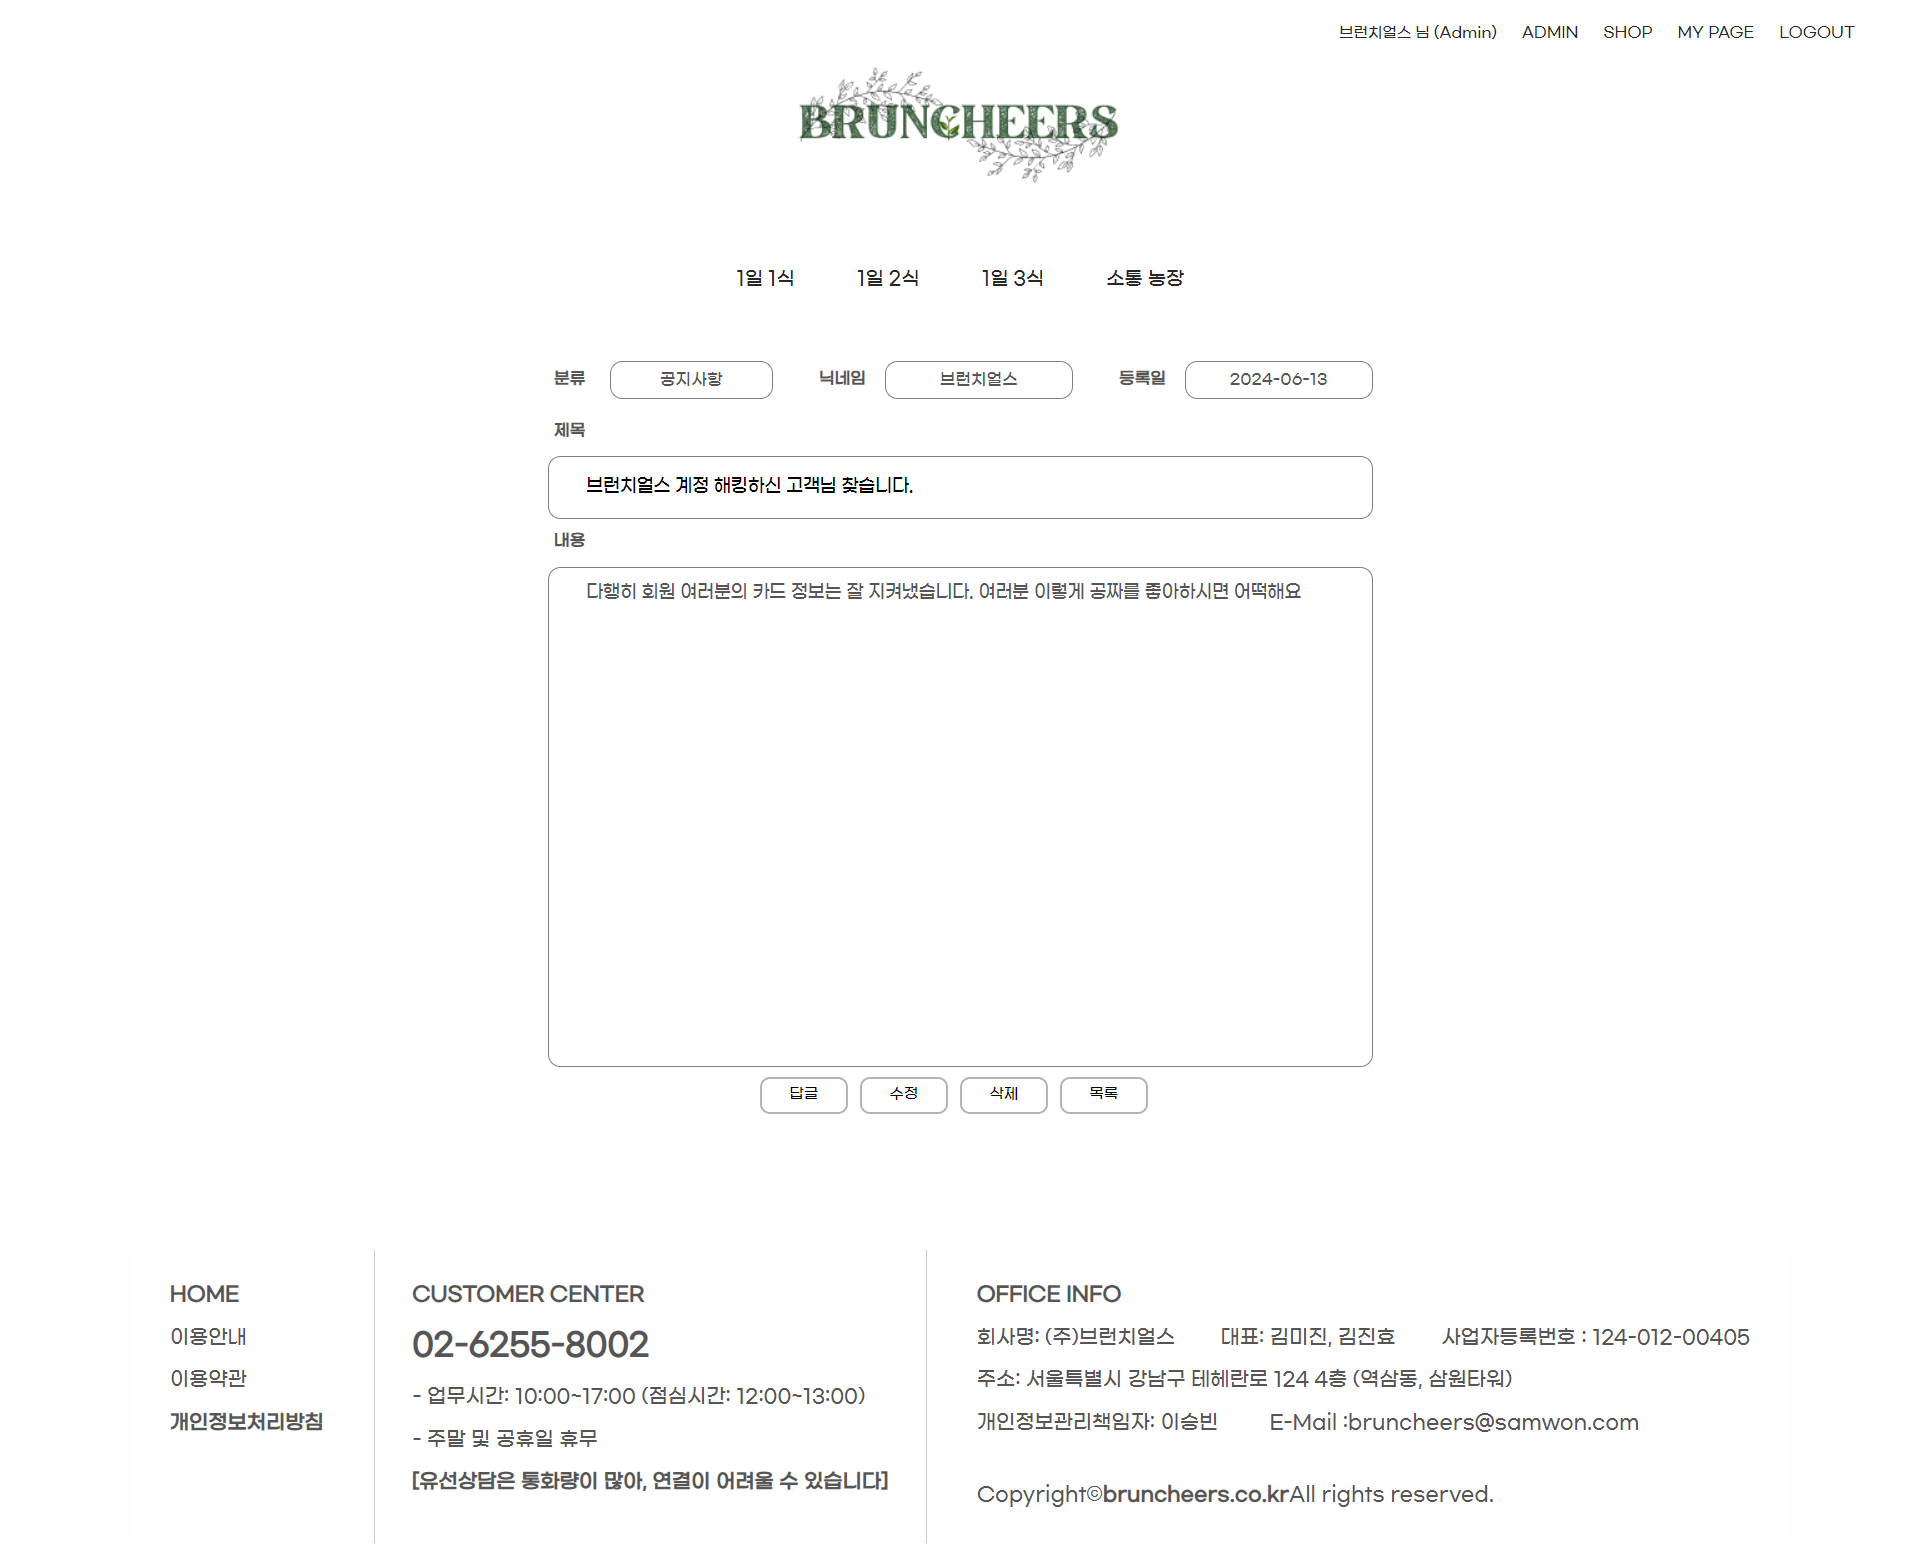 브런치얼스 님 (Admin) ADMIN SHOP MY PAGE LOGOUT
BRUNCHEERS
1일 1식 1일 2식 1일 3식 소통 농장
분류 공지사항 닉네임 브런치얼스 등록일 2024-06-13
제목
브런치얼스 계정 해킹하신 고객님 찾습니다.
내용
다행히 회원 여러분의 카드 정보는 잘 지켜냈습니다. 여러분 이렇게 공짜를 좋아하시면 어떡해요
답글 수정 삭제 목록
HOME
이용안내
이용약관
개인정보처리방침
CUSTOMER CENTER
02-6255-8002
- 업무시간: 10:00~17:00 (점심시간: 12:00~13:00)
- 주말 및 공휴일 휴무
[유선상담은 통화량이 많아, 연결이 어려울 수 있습니다]
OFFICE INFO
회사명: (주)브런치얼스 대표: 김미진, 김진효 사업자등록번호 : 124-012-00405
주소: 서울특별시 강남구 테헤란로 124 4층 (역삼동, 삼원타워)
개인정보관리책임자: 이승빈 E-Mail :bruncheers@samwon.com
Copyright©bruncheers.co.krAll rights reserved.